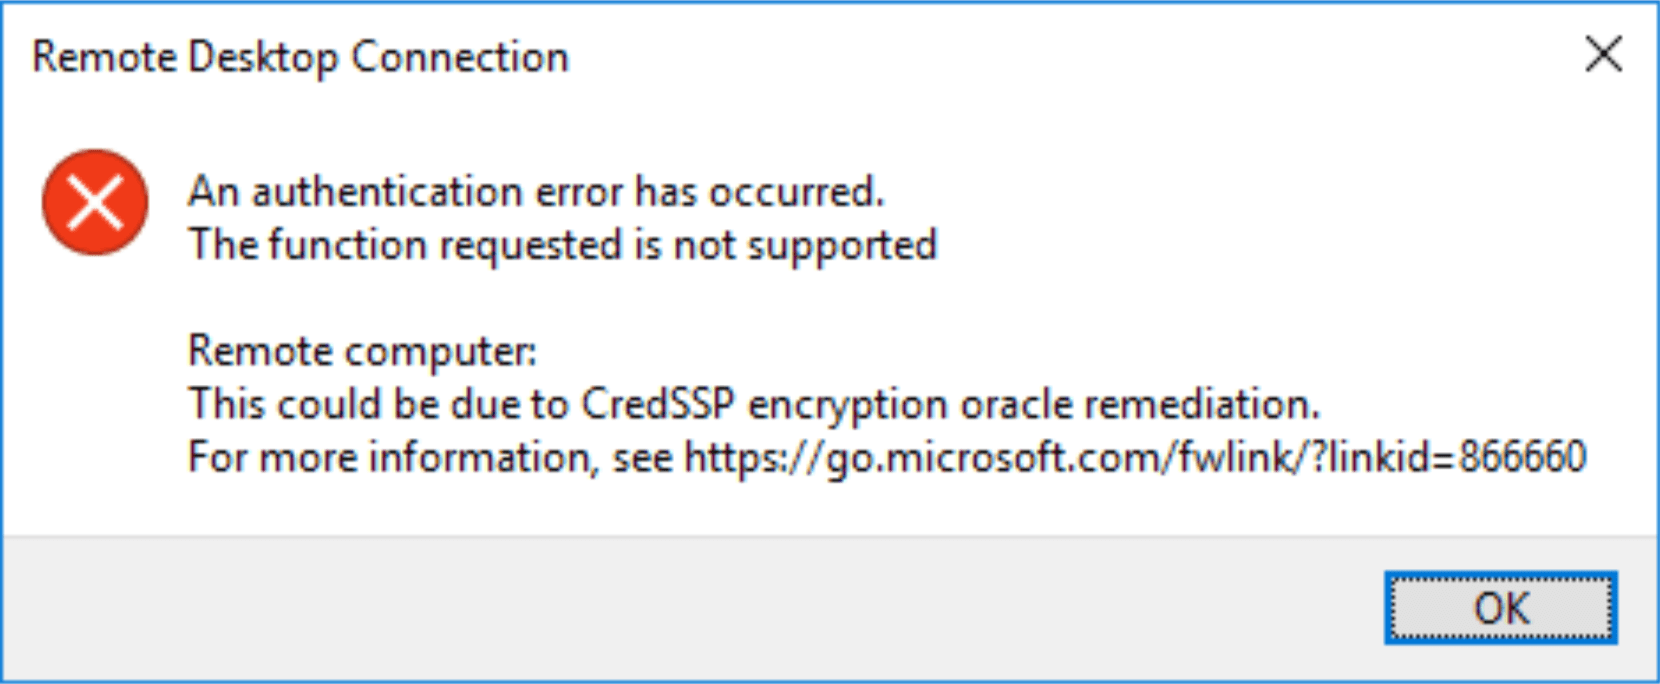 Remote Desktop Connection
An authentication error has occurred.
The function requested is not supported
Remote computer:
This could be due to CredSSP encryption oracle remediation.
For more information, see https://go.microsoft.com/fwlink/?linkid=866660
OK